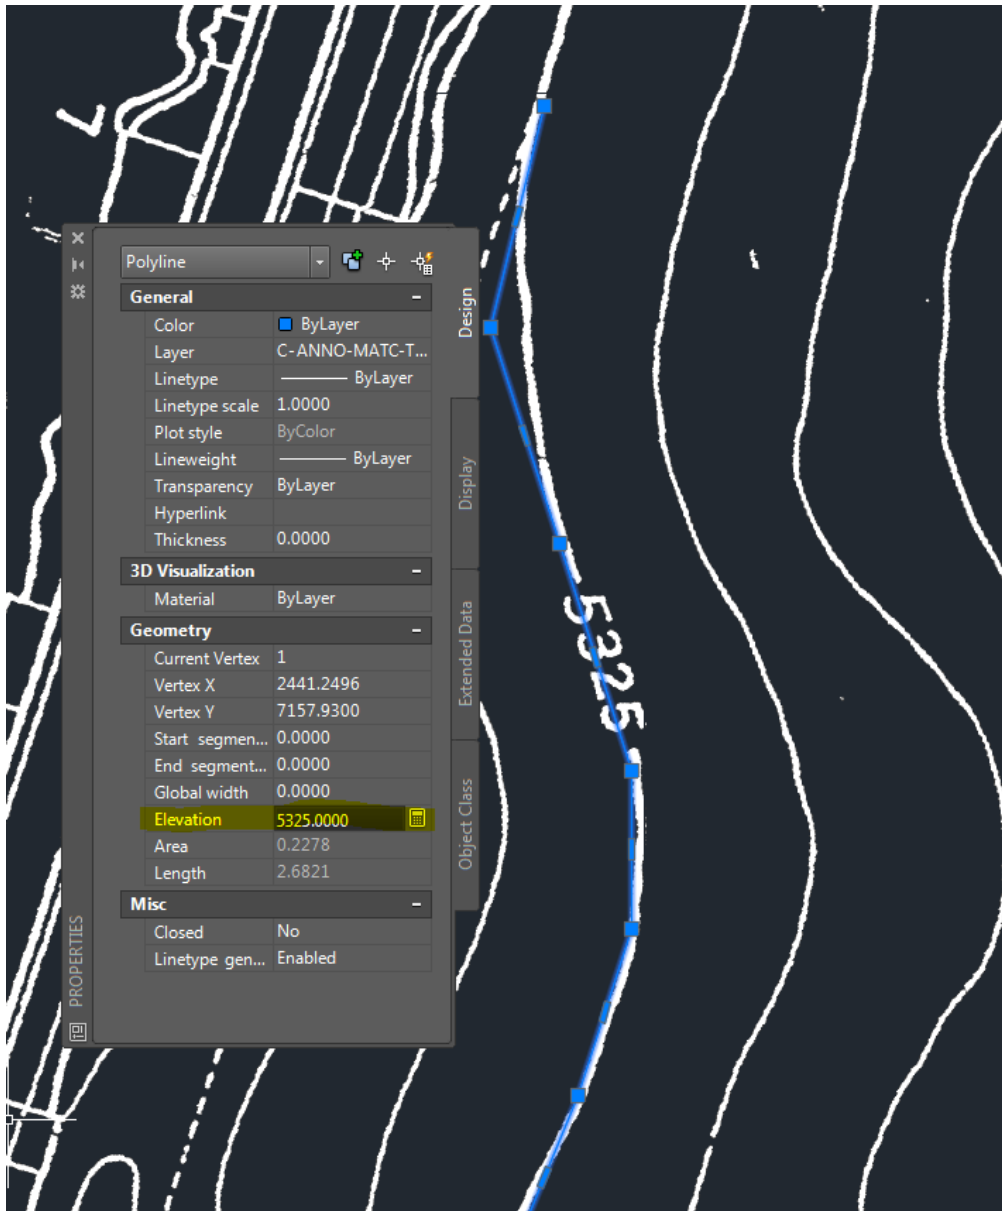 Polyline
General
Color ByLayer
Layer C-ANNO-MATC-T...
Linetype ByLayer
Linetype scale 1.0000
Plot style ByColor
Lineweight ByLayer
Transparency ByLayer
Hyperlink
Thickness 0.0000
3D Visualization
Material ByLayer
Geometry
Current Vertex 1
Vertex X 2441.2496
Vertex Y 7157.9300
Start segmen... 0.0000
End segment... 0.0000
Global width 0.0000
Elevation 5325.0000
Area 0.2278
Length 2.6821
Misc
Closed No
Linetype gen... Enabled
PROPERTIES
Design
Display
Extended Data
Object Class
5325